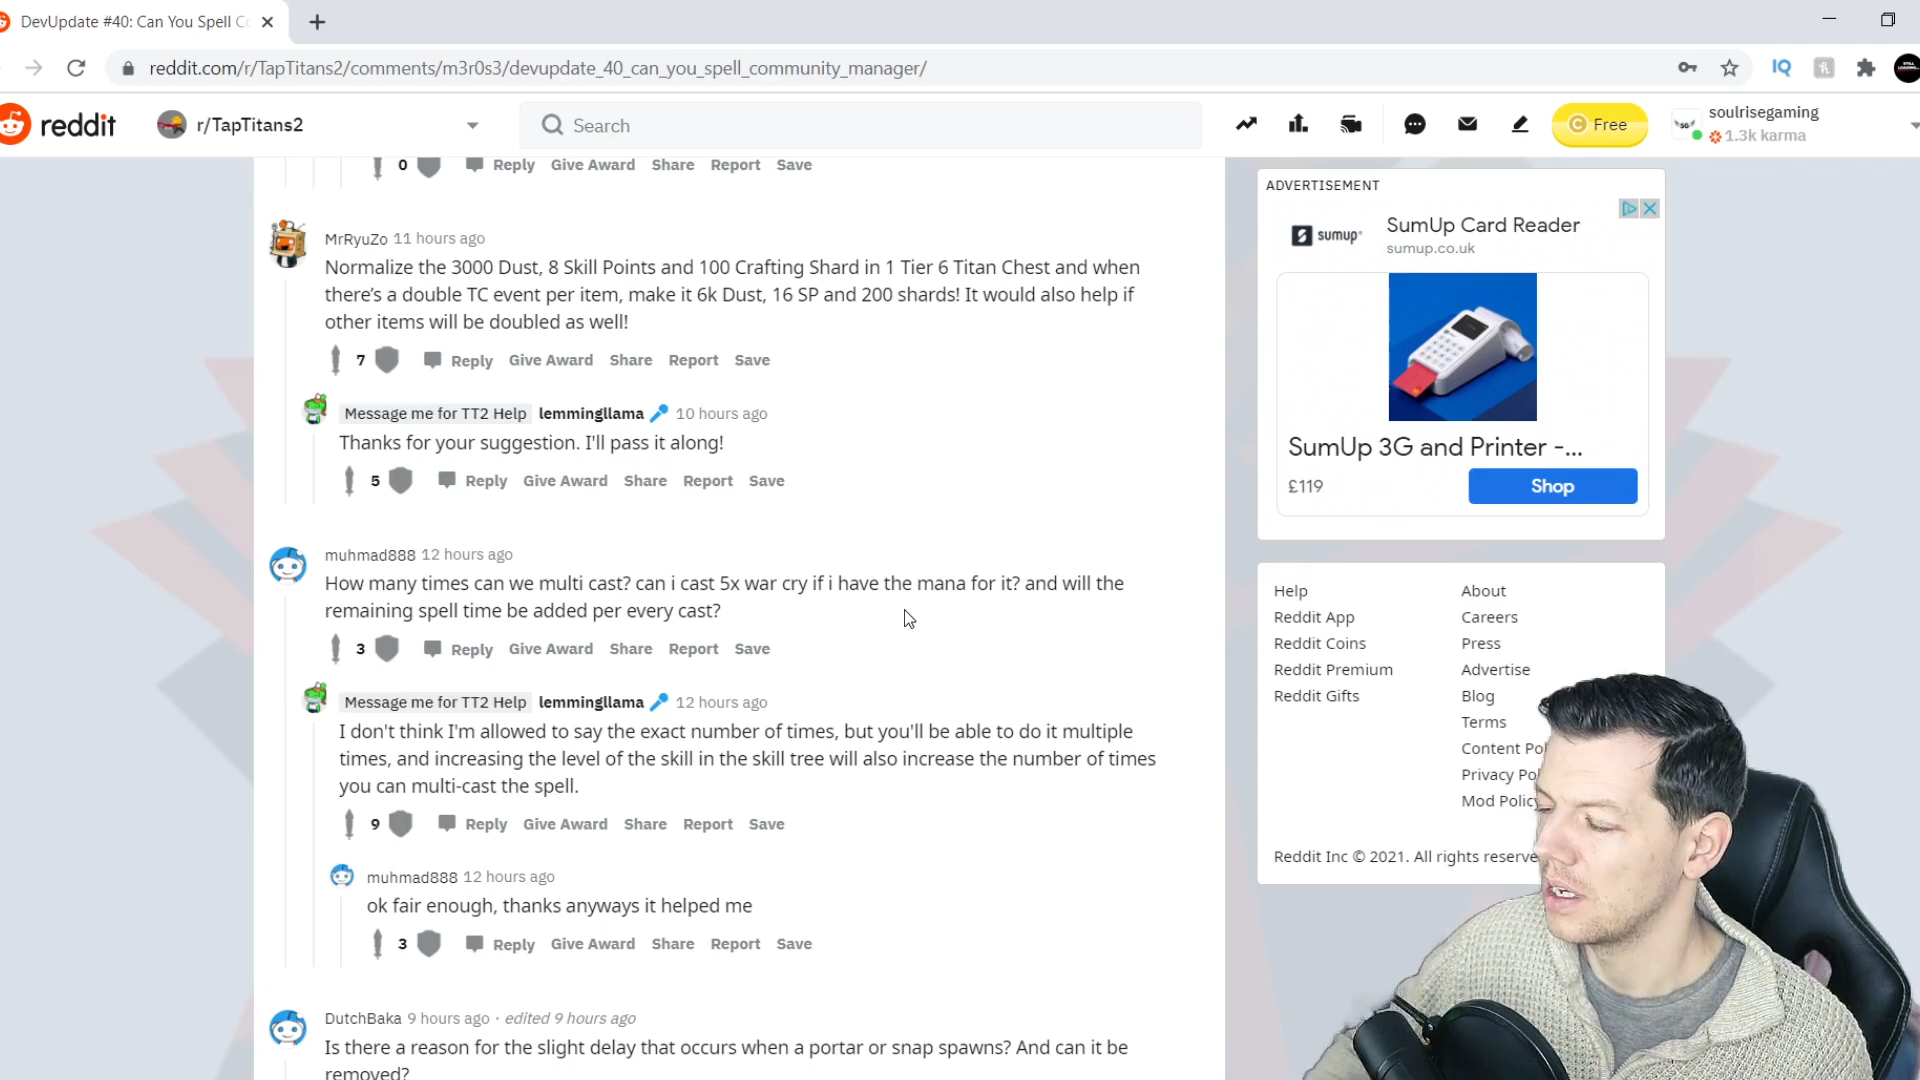 DevUpdate #40: Can You Spell Co
reddit.com/r/TapTitans2/comments/m3r0s3/devupdate_40_can_you_spell_community_manager/
IQ
reddit
r/TapTitans2
Search
Free
soulrisegaming
1.3k karma
0 Reply Give Award Share Report Save
MrRyuZo 11 hours ago
Normalize the 3000 Dust, 8 Skill Points and 100 Crafting Shard in 1 Tier 6 Titan Chest and when
there's a double TC event per item, make it 6k Dust, 16 SP and 200 shards! It would also help if
other items will be doubled as well!
7 Reply Give Award Share Report Save
Message me for TT2 Help lemmingllama 10 hours ago
Thanks for your suggestion. I'll pass it along!
5 Reply Give Award Share Report Save
muhmad888 12 hours ago
How many times can we multi cast? can i cast 5x war cry if i have the mana for it? and will the
remaining spell time be added per every cast?
3 Reply Give Award Share Report Save
Message me for TT2 Help lemmingllama 12 hours ago
I don't think I'm allowed to say the exact number of times, but you'll be able to do it multiple
times, and increasing the level of the skill in the skill tree will also increase the number of times
you can multi-cast the spell.
9 Reply Give Award Share Report Save
muhmad888 12 hours ago
ok fair enough, thanks anyways it helped me
3 Reply Give Award Share Report Save
DutchBaka 9 hours ago · edited 9 hours ago
Is there a reason for the slight delay that occurs when a portar or snap spawns? And can it be
removed?
ADVERTISEMENT
sumup
SumUp Card Reader
sumup.co.uk
SumUp 3G and Printer -...
£119
Shop
Help
About
Reddit App
Careers
Reddit Coins
Press
Reddit Premium
Advertise
Reddit Gifts
Blog
Terms
Content Po
Privacy Po
Mod Policy
Reddit Inc © 2021. All rights reserve